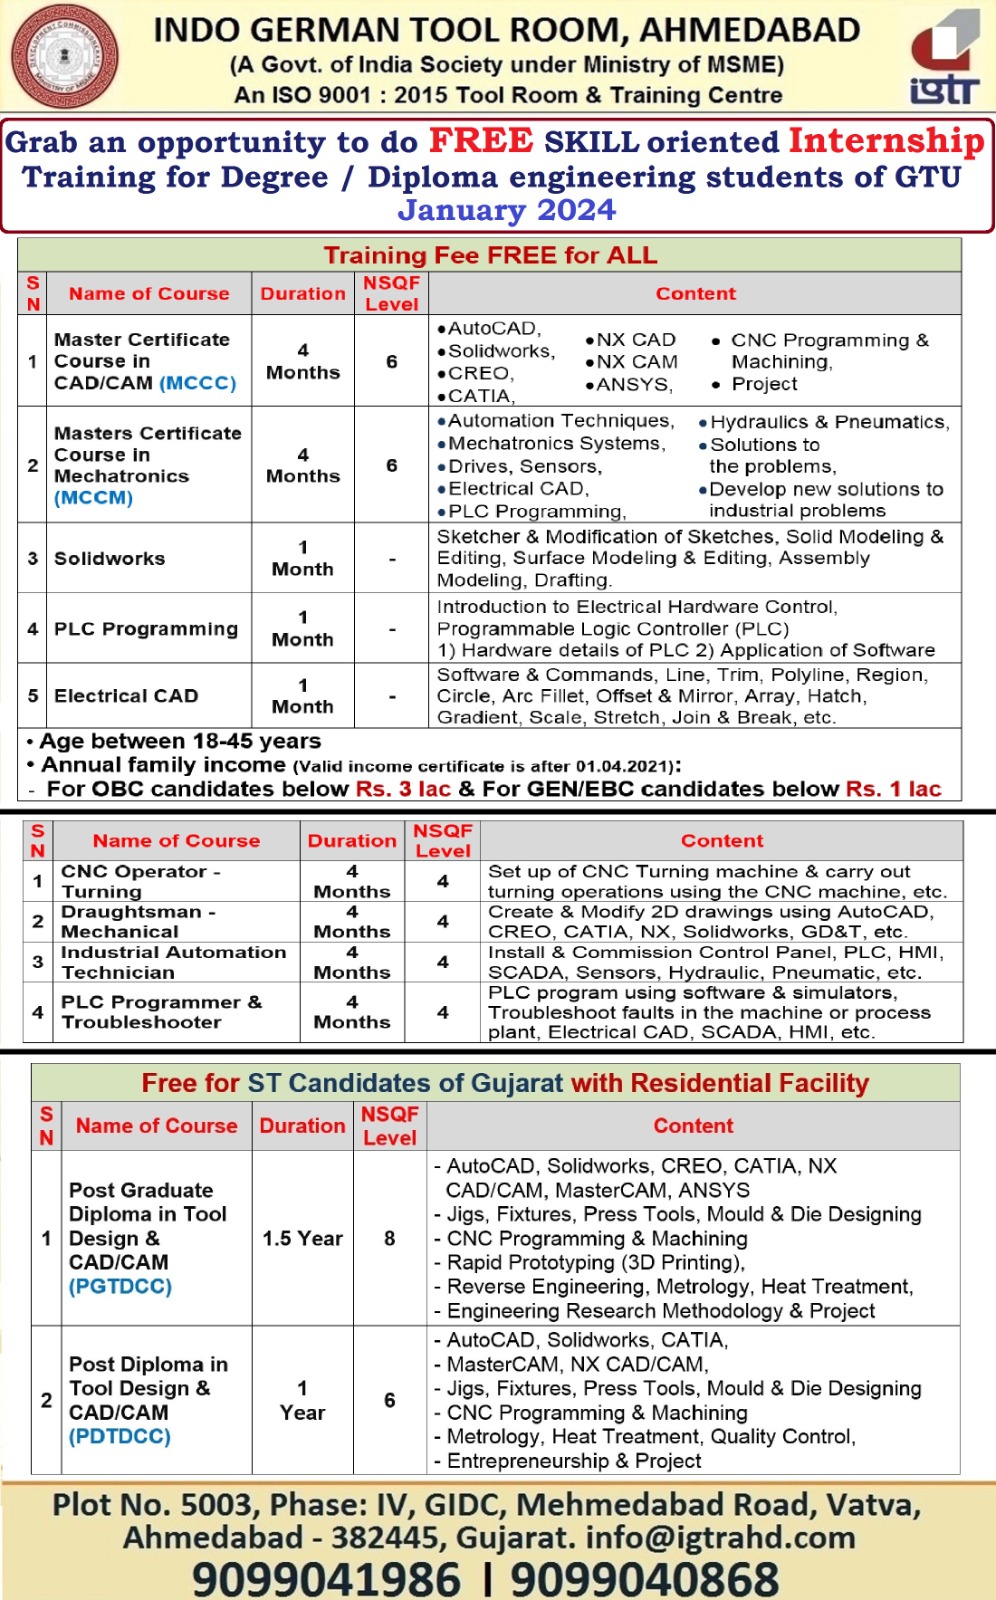 INDO GERMAN TOOL ROOM, AHMEDABAD
(A Govt. of India Society under Ministry of MSME)
An ISO 9001 : 2015 Tool Room & Training Centre
igtr
Grab an opportunity to do FREE SKILL oriented Internship
Training for Degree / Diploma engineering students of GTU
January 2024
Training Fee FREE for ALL
S N Name of Course Duration NSQF Level Content
1 Master Certificate Course in CAD/CAM (MCCC) 4 Months 6
•AutoCAD,
•Solidworks,
•CREO,
•CATIA,
•NX CAD
•NX CAM
•ANSYS,
• CNC Programming &
Machining,
• Project
2 Masters Certificate Course in Mechatronics (MCCM) 4 Months 6
•Automation Techniques,
•Mechatronics Systems,
•Drives, Sensors,
•Electrical CAD,
•PLC Programming,
•Hydraulics & Pneumatics,
•Solutions to
the problems,
•Develop new solutions to
industrial problems
3 Solidworks 1 Month -
Sketcher & Modification of Sketches, Solid Modeling &
Editing, Surface Modeling & Editing, Assembly
Modeling, Drafting.
4 PLC Programming 1 Month -
Introduction to Electrical Hardware Control,
Programmable Logic Controller (PLC)
1) Hardware details of PLC 2) Application of Software
5 Electrical CAD 1 Month -
Software & Commands, Line, Trim, Polyline, Region,
Circle, Arc Fillet, Offset & Mirror, Array, Hatch,
Gradient, Scale, Stretch, Join & Break, etc.
• Age between 18-45 years
• Annual family income (Valid income certificate is after 01.04.2021):
- For OBC candidates below Rs. 3 lac & For GEN/EBC candidates below Rs. 1 lac
S N Name of Course Duration NSQF Level Content
1 CNC Operator - Turning 4 Months 4
Set up of CNC Turning machine & carry out
turning operations using the CNC machine, etc.
2 Draughtsman - Mechanical 4 Months 4
Create & Modify 2D drawings using AutoCAD,
CREO, CATIA, NX, Solidworks, GD&T, etc.
3 Industrial Automation Technician 4 Months 4
Install & Commission Control Panel, PLC, HMI,
SCADA, Sensors, Hydraulic, Pneumatic, etc.
4 PLC Programmer & Troubleshooter 4 Months 4
PLC program using software & simulators,
Troubleshoot faults in the machine or process
plant, Electrical CAD, SCADA, HMI, etc.
Free for ST Candidates of Gujarat with Residential Facility
S N Name of Course Duration NSQF Level Content
1 Post Graduate Diploma in Tool Design & CAD/CAM (PGTDCC) 1.5 Year 8
- AutoCAD, Solidworks, CREO, CATIA, NX
CAD/CAM, MasterCAM, ANSYS
- Jigs, Fixtures, Press Tools, Mould & Die Designing
- CNC Programming & Machining
- Rapid Prototyping (3D Printing),
- Reverse Engineering, Metrology, Heat Treatment,
- Engineering Research Methodology & Project
2 Post Diploma in Tool Design & CAD/CAM (PDTDCC) 1 Year 6
- AutoCAD, Solidworks, CATIA,
- MasterCAM, NX CAD/CAM,
- Jigs, Fixtures, Press Tools, Mould & Die Designing
- CNC Programming & Machining
- Metrology, Heat Treatment, Quality Control,
- Entrepreneurship & Project
Plot No. 5003, Phase: IV, GIDC, Mehmedabad Road, Vatva,
Ahmedabad - 382445, Gujarat. info@igtrahd.com
9099041986 | 9099040868